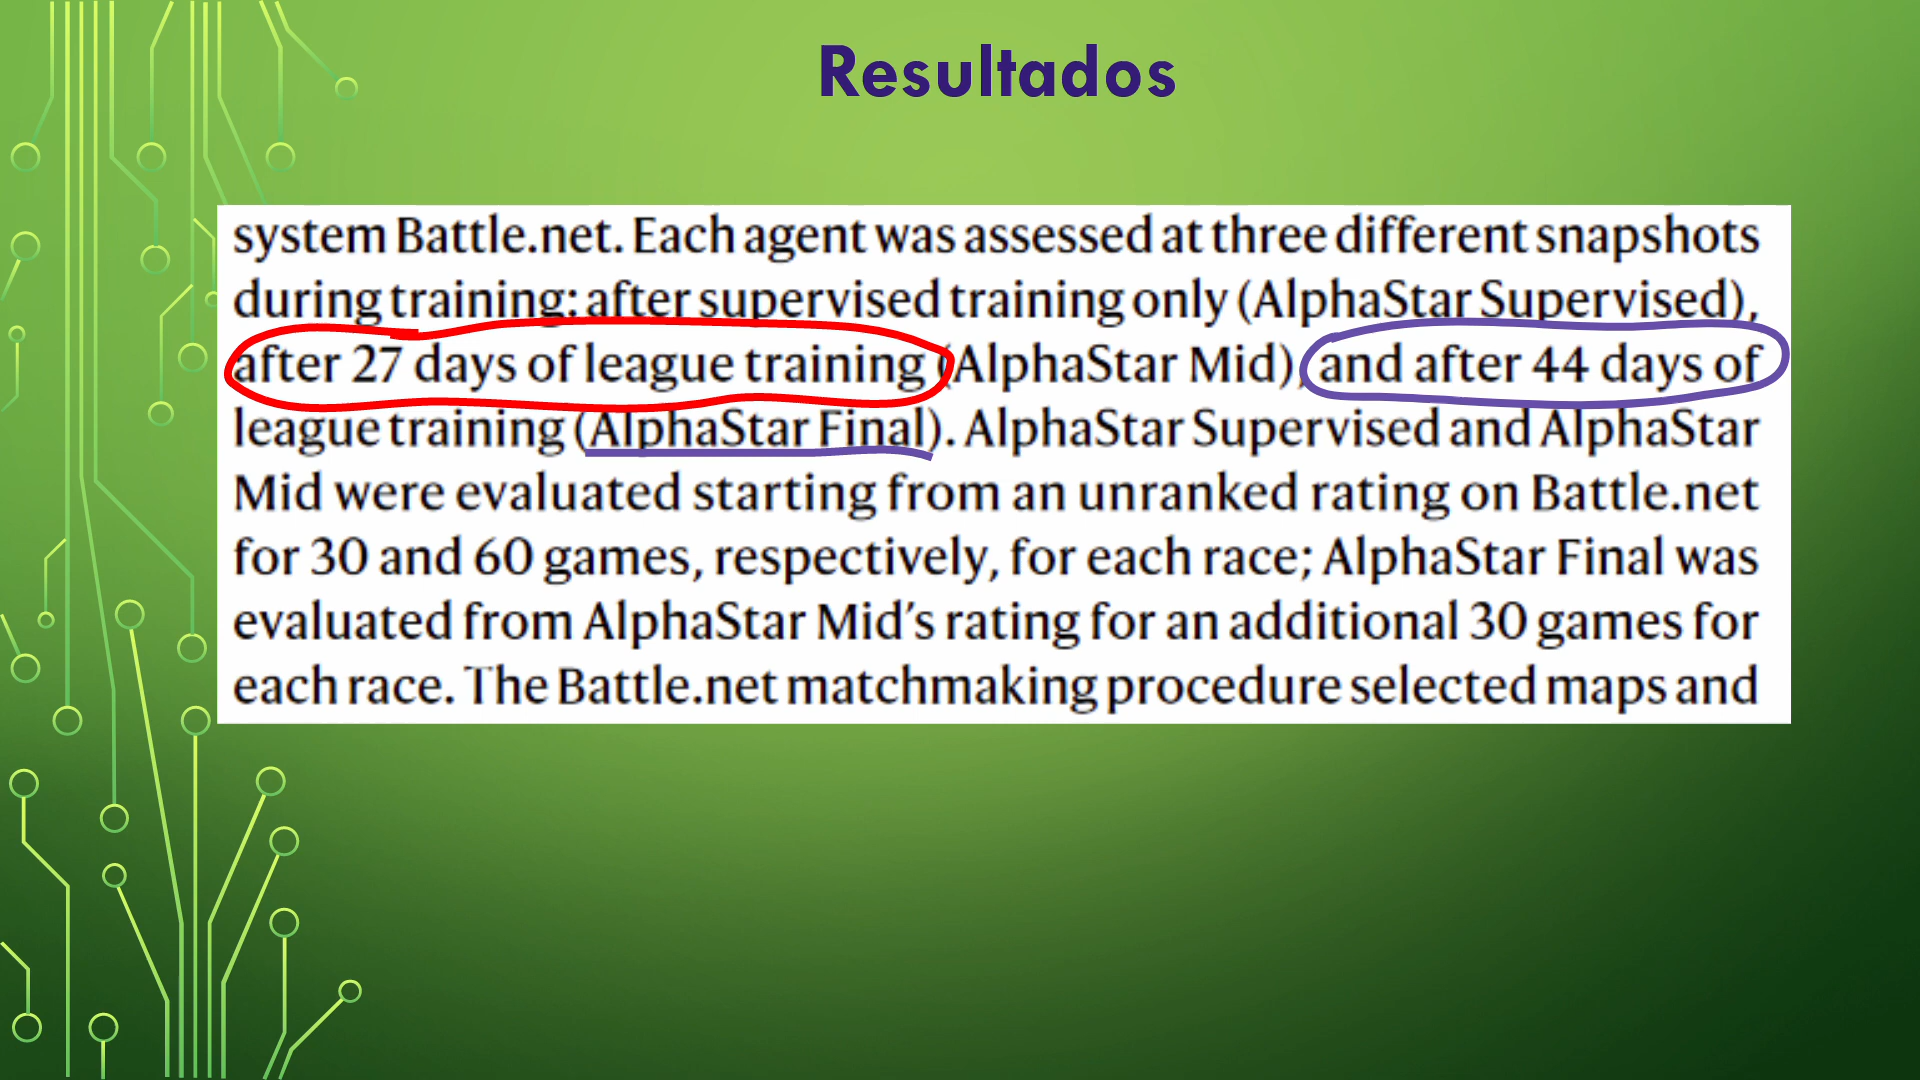 Resultados
system Battle.net. Each agent was assessed at three different snapshots
during training: after supervised training only (AlphaStar Supervised),
after 27 days of league training (AlphaStar Mid), and after 44 days of
league training (AlphaStar Final). AlphaStar Supervised and AlphaStar
Mid were evaluated starting from an unranked rating on Battle.net
for 30 and 60 games, respectively, for each race; AlphaStar Final was
evaluated from AlphaStar Mid’s rating for an additional 30 games for
each race. The Battle.net matchmaking procedure selected maps and